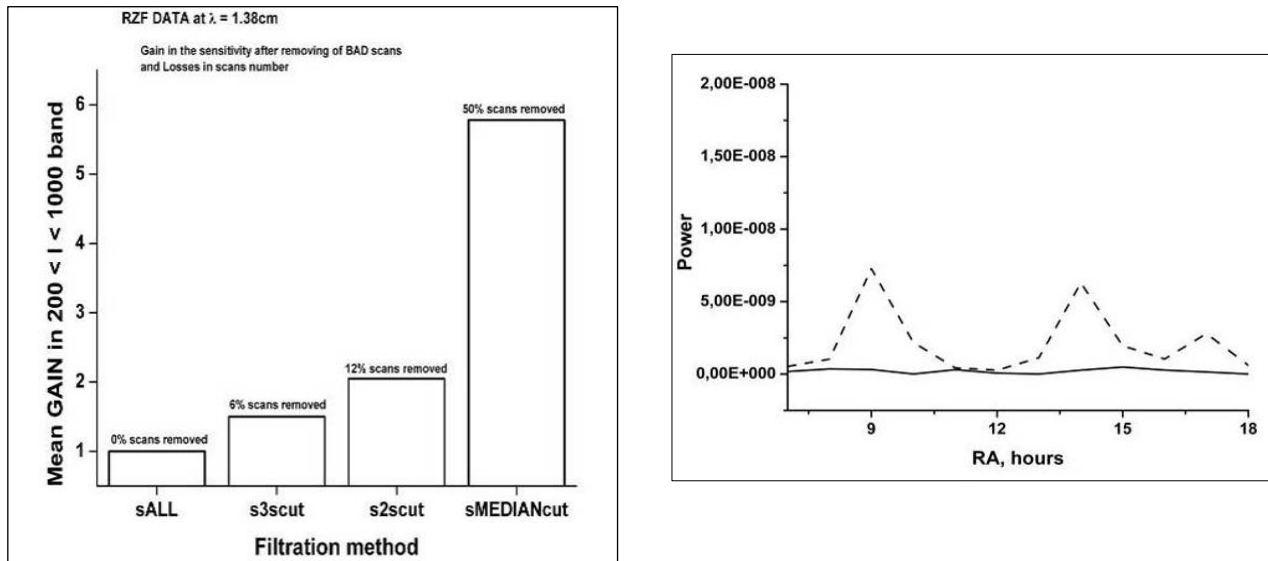 RZF DATA at λ = 1.38cm
Gain in the sensitivity after removing of BAD scans
and Losses in scans number
Mean GAIN in 200 < l < 1000 band
6
5
4
3
2
1
0% scans removed
6% scans removed
12% scans removed
50% scans removed
sALL s3scut s2scut sMEDIANcut
Filtration method
2,00E-008
1,50E-008
1,00E-008
5,00E-009
0,00E+000
Power
9 12 15 18
RA, hours